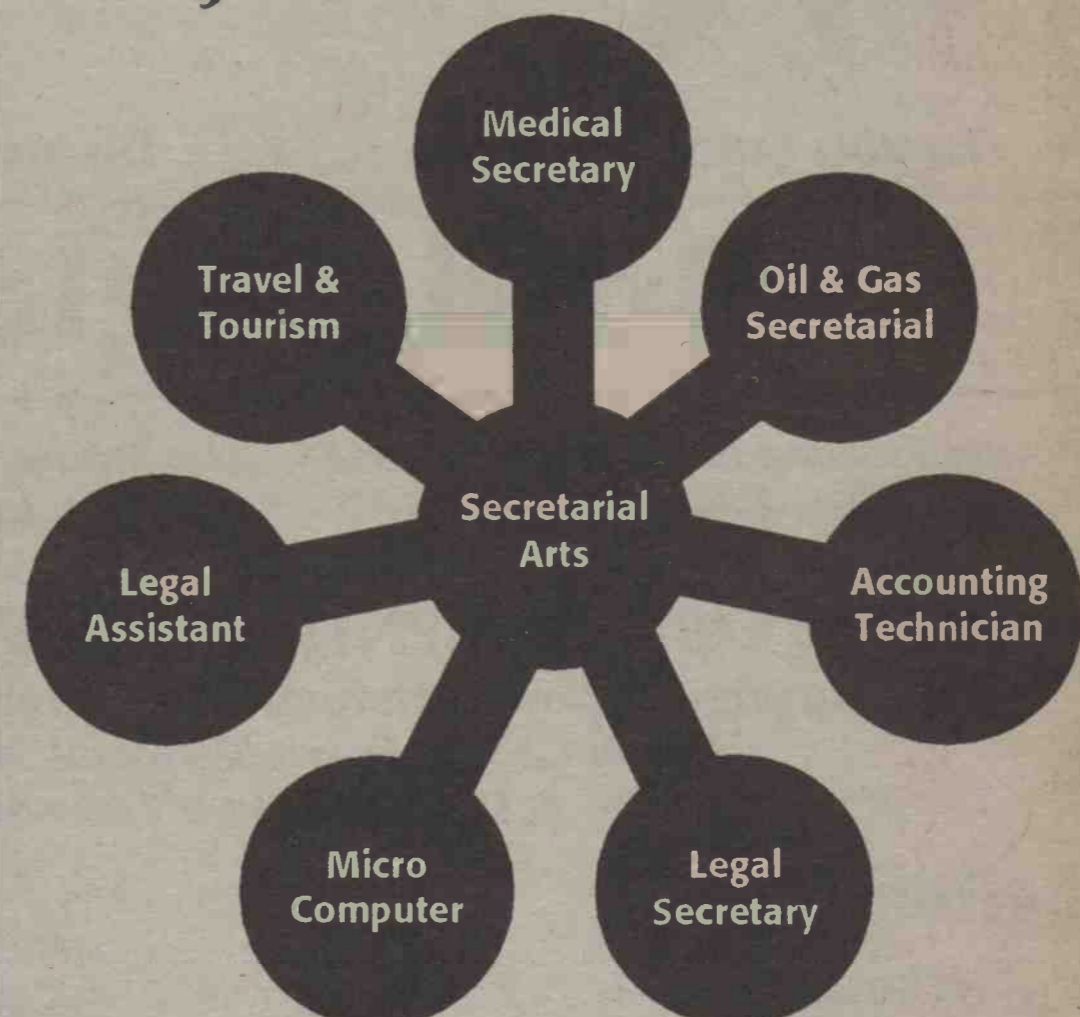 Medical
Secretary
Travel &
Tourism
Oil & Gas
Secretarial
Secretarial
Arts
Legal
Assistant
Accounting
Technician
Micro
Computer
Legal
Secretary